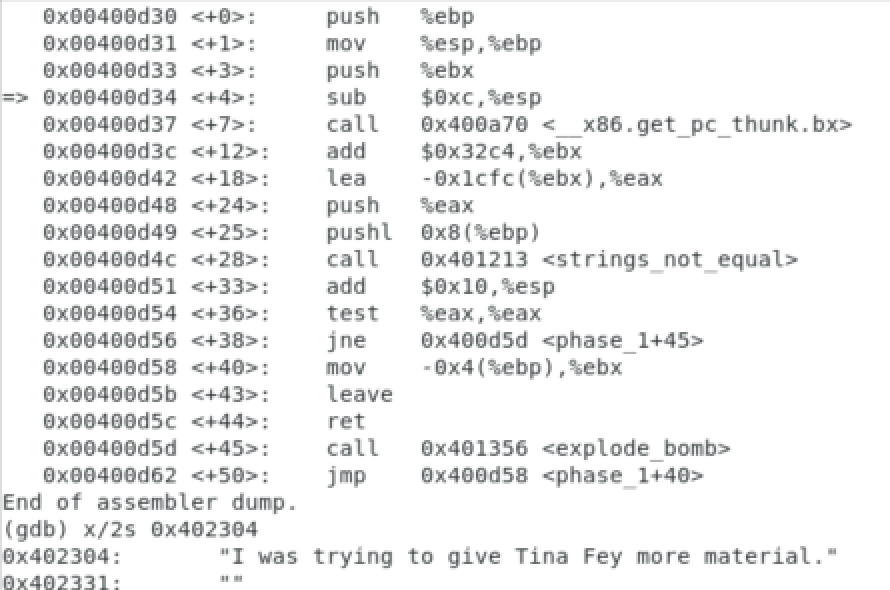 0x00400d30 <+0>: push %ebp
0x00400d31 <+1>: mov %esp,%ebp
0x00400d33 <+3>: push %ebx
=> 0x00400d34 <+4>: sub $0xc,%esp
0x00400d37 <+7>: call 0x400a70 <__x86.get_pc_thunk.bx>
0x00400d3c <+12>: add $0x32c4,%ebx
0x00400d42 <+18>: lea -0x1cfc(%ebx),%eax
0x00400d48 <+24>: push %eax
0x00400d49 <+25>: pushl 0x8(%ebp)
0x00400d4c <+28>: call 0x401213 <strings_not_equal>
0x00400d51 <+33>: add $0x10,%esp
0x00400d54 <+36>: test %eax,%eax
0x00400d56 <+38>: jne 0x400d5d <phase_1+45>
0x00400d58 <+40>: mov -0x4(%ebp),%ebx
0x00400d5b <+43>: leave
0x00400d5c <+44>: ret
0x00400d5d <+45>: call 0x401356 <explode_bomb>
0x00400d62 <+50>: jmp 0x400d58 <phase_1+40>
End of assembler dump.
(gdb) x/2s 0x402304
0x402304: "I was trying to give Tina Fey more material."
0x402331: ""